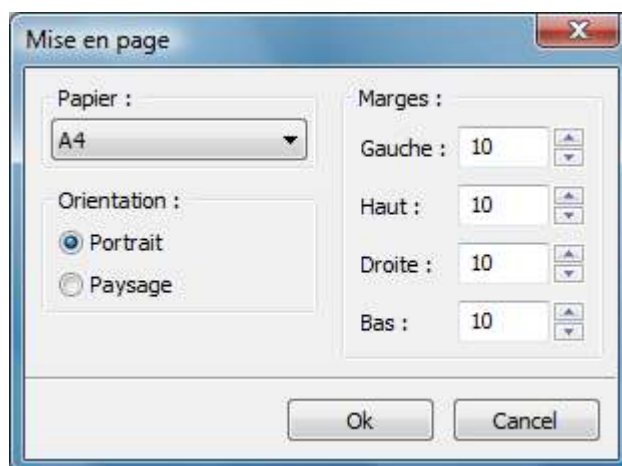 Mise en page
Papier :
A4
Orientation :
Portrait
Paysage
Marges :
Gauche : 10
Haut : 10
Droite : 10
Bas : 10
Ok
Cancel